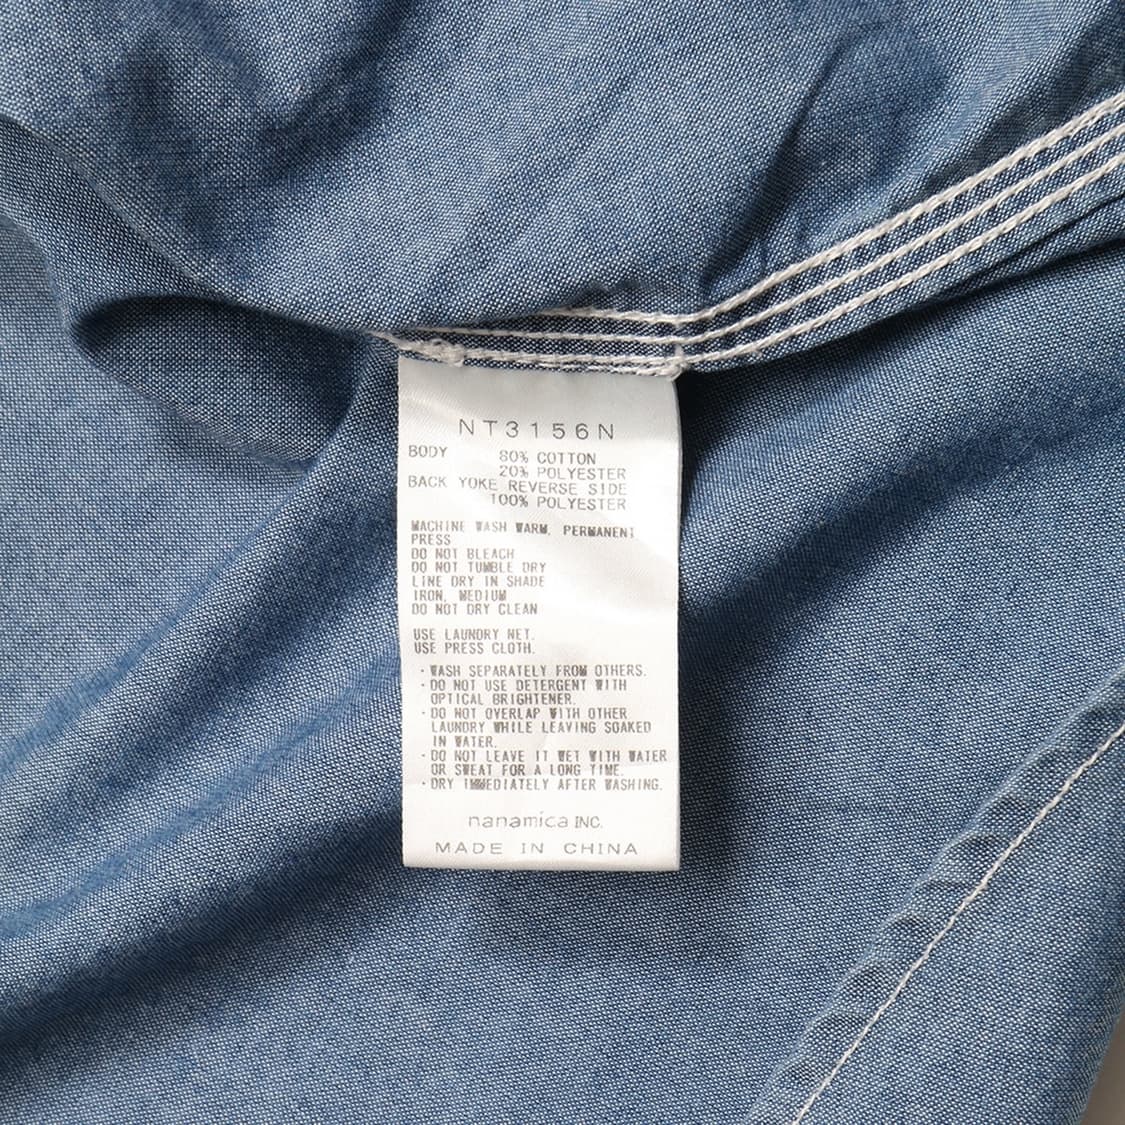 NT3156N
BODY 80% COTTON
20% POLYESTER
BACK YOKE REVERSE SIDE
100% POLYESTER
MACHINE WASH WARM, PERMANENT
PRESS
DO NOT BLEACH
DO NOT TUMBLE DRY
LINE DRY IN SHADE
IRON, MEDIUM
DO NOT DRY CLEAN
USE LAUNDRY NET.
USE PRESS CLOTH.
・WASH SEPARATELY FROM OTHERS.
・DO NOT USE DETERGENT WITH
OPTICAL BRIGHTENER.
・DO NOT OVERLAP WITH OTHER
LAUNDRY WHILE LEAVING SOAKED
IN WATER.
・DO NOT LEAVE IT WET WITH WATER
OR SWEAT FOR A LONG TIME.
・DRY IMMEDIATELY AFTER WASHING.
nanamica INC.
MADE IN CHINA